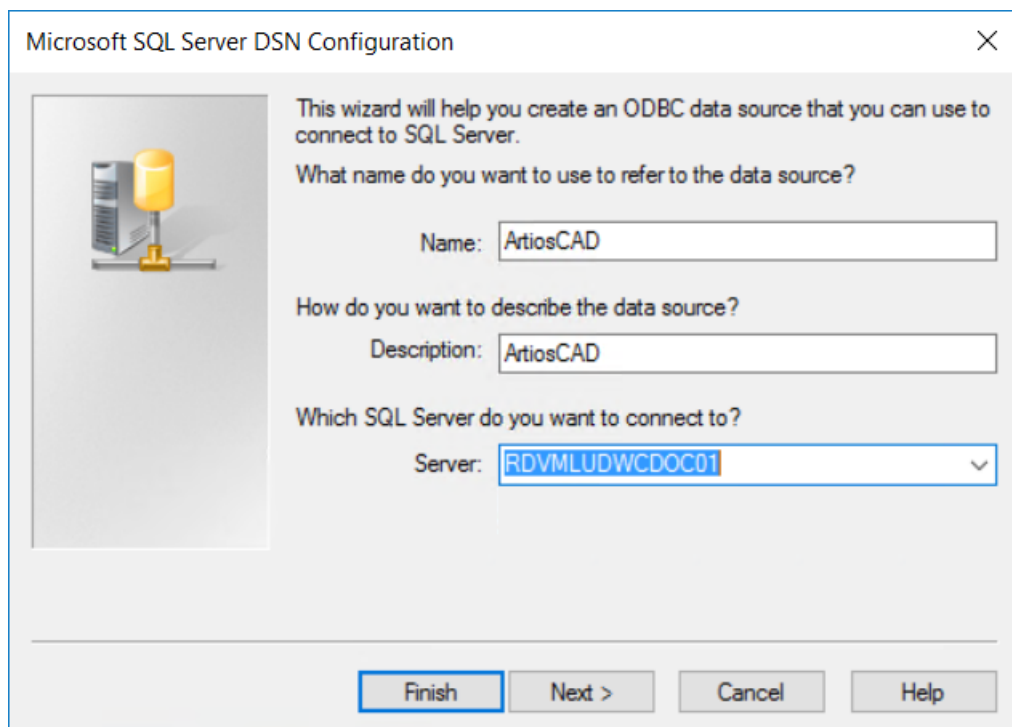 Microsoft SQL Server DSN Configuration
This wizard will help you create an ODBC data source that you can use to
connect to SQL Server.
What name do you want to use to refer to the data source?
Name: ArtiosCAD
How do you want to describe the data source?
Description: ArtiosCAD
Which SQL Server do you want to connect to?
Server: RDVMLUDWCDOC01
Finish Next > Cancel Help